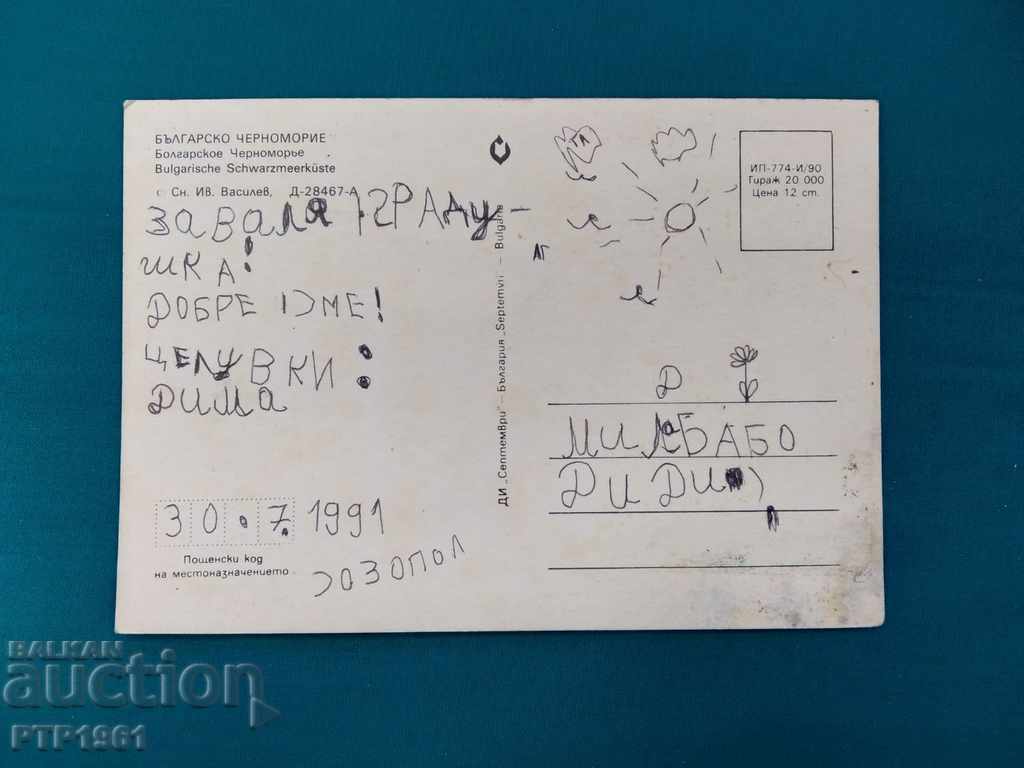 БЪЛГАРСКО ЧЕРНОМОРИЕ
Болгарское Черноморье
Bulgarische Schwarzmeerküste
Сн. Ив. Василев, Д-28467-А
ЗАВАЛЯ ГРАДУ-
ШКА!
ДОБРЕ СМЕ!
ЦЕЛУВКИ:
ДИМА
30.7. 1991
СОЗОПОЛ
Пощенски код
на местоназначението
ДИ „Септември" — България „Septemvri" — Bulgaria
АГ
ИП-774-И/90
Тираж 20 000
Цена 12 ст.
Д
МИЛА БАБО
ДИДИ
BALKAN
auction
PTP1961